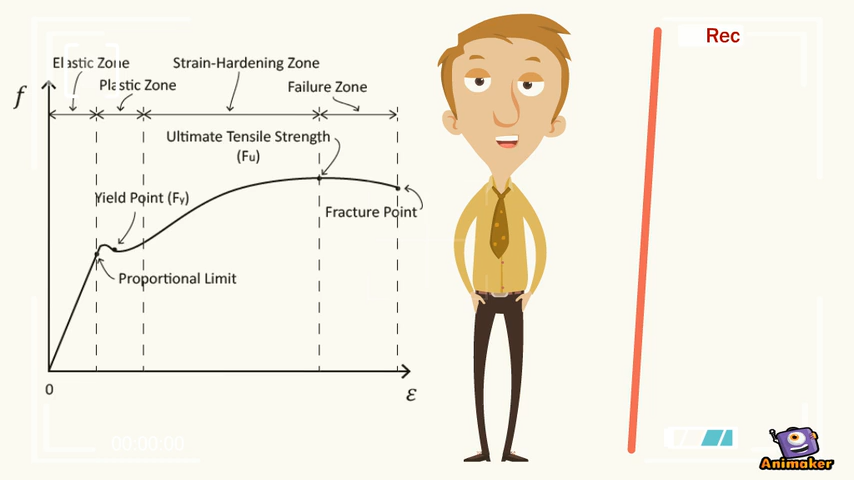 Elastic Zone
Strain-Hardening Zone
Plastic Zone
Failure Zone
f
Ultimate Tensile Strength
(Fu)
Yield Point (Fy)
Fracture Point
Proportional Limit
0
ε
Rec
00:00:00
Animaker